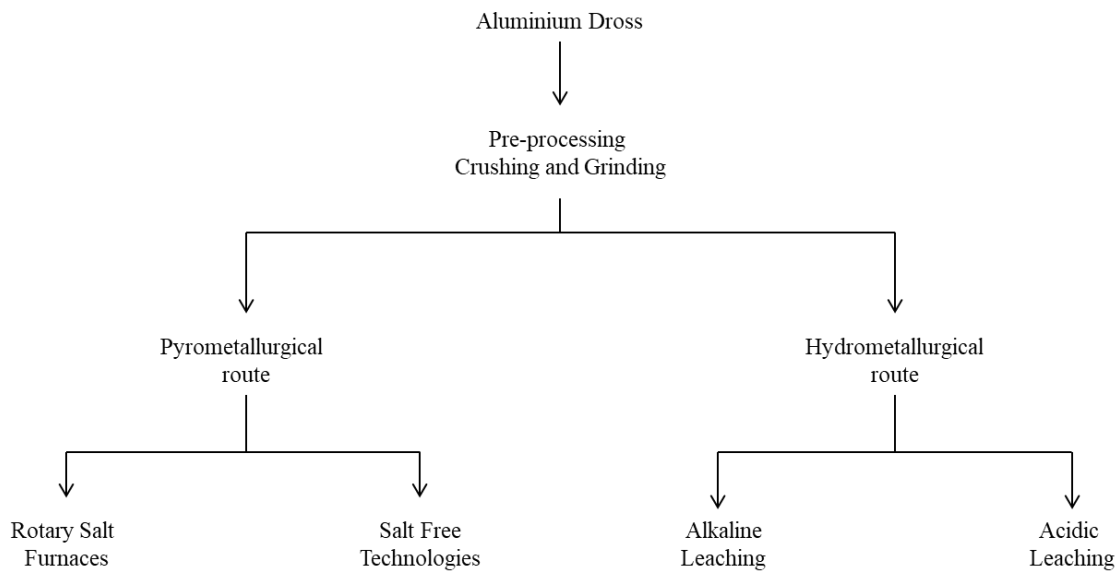 Aluminium Dross
Pre-processing
Crushing and Grinding
Pyrometallurgical
route
Hydrometallurgical
route
Rotary Salt
Furnaces
Salt Free
Technologies
Alkaline
Leaching
Acidic
Leaching